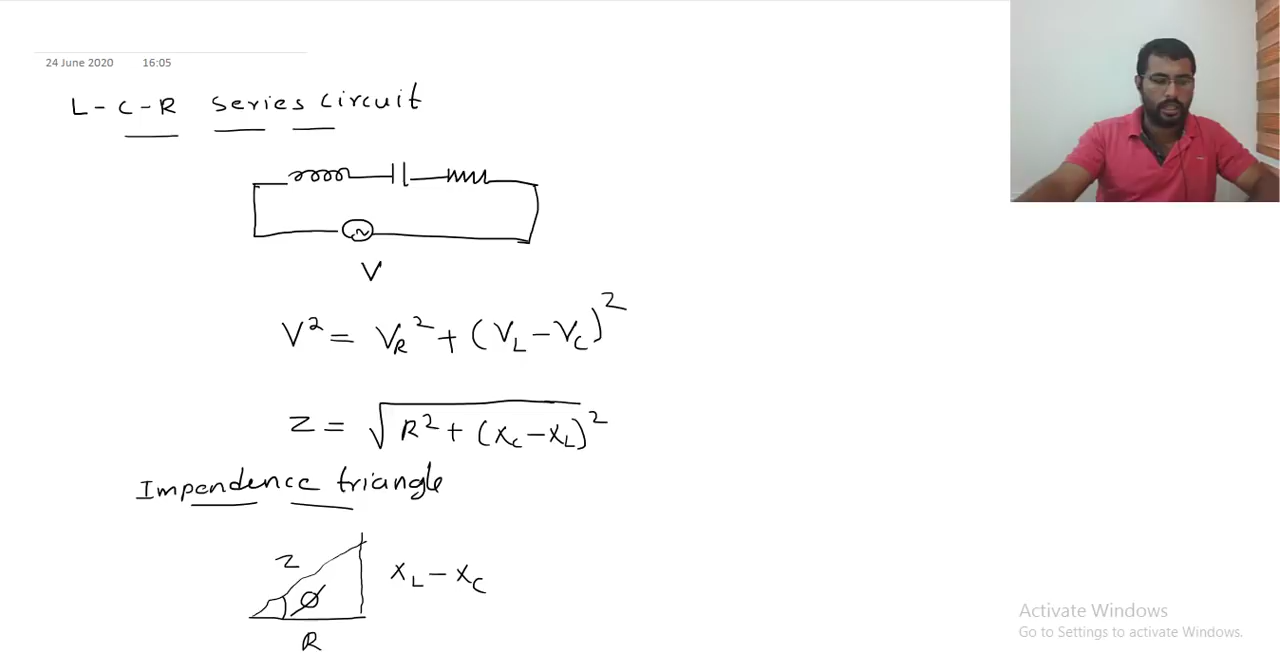 24 June 2020 16:05
L-C-R series circuit
V
V² = V_R² + (V_L - V_C)²
Z = √R² + (X_C - X_L)²
Impendence triangle
Z
X_L - X_C
φ
R
Activate Windows
Go to Settings to activate Windows.